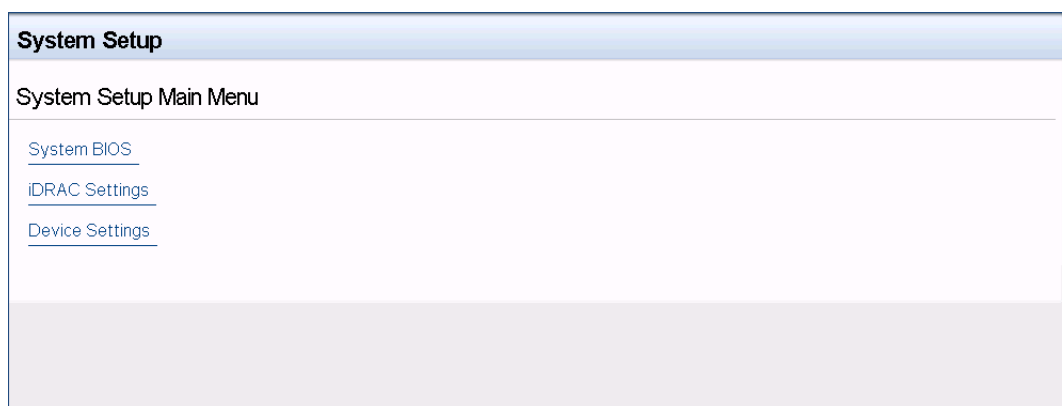 System Setup
System Setup Main Menu
System BIOS
iDRAC Settings
Device Settings